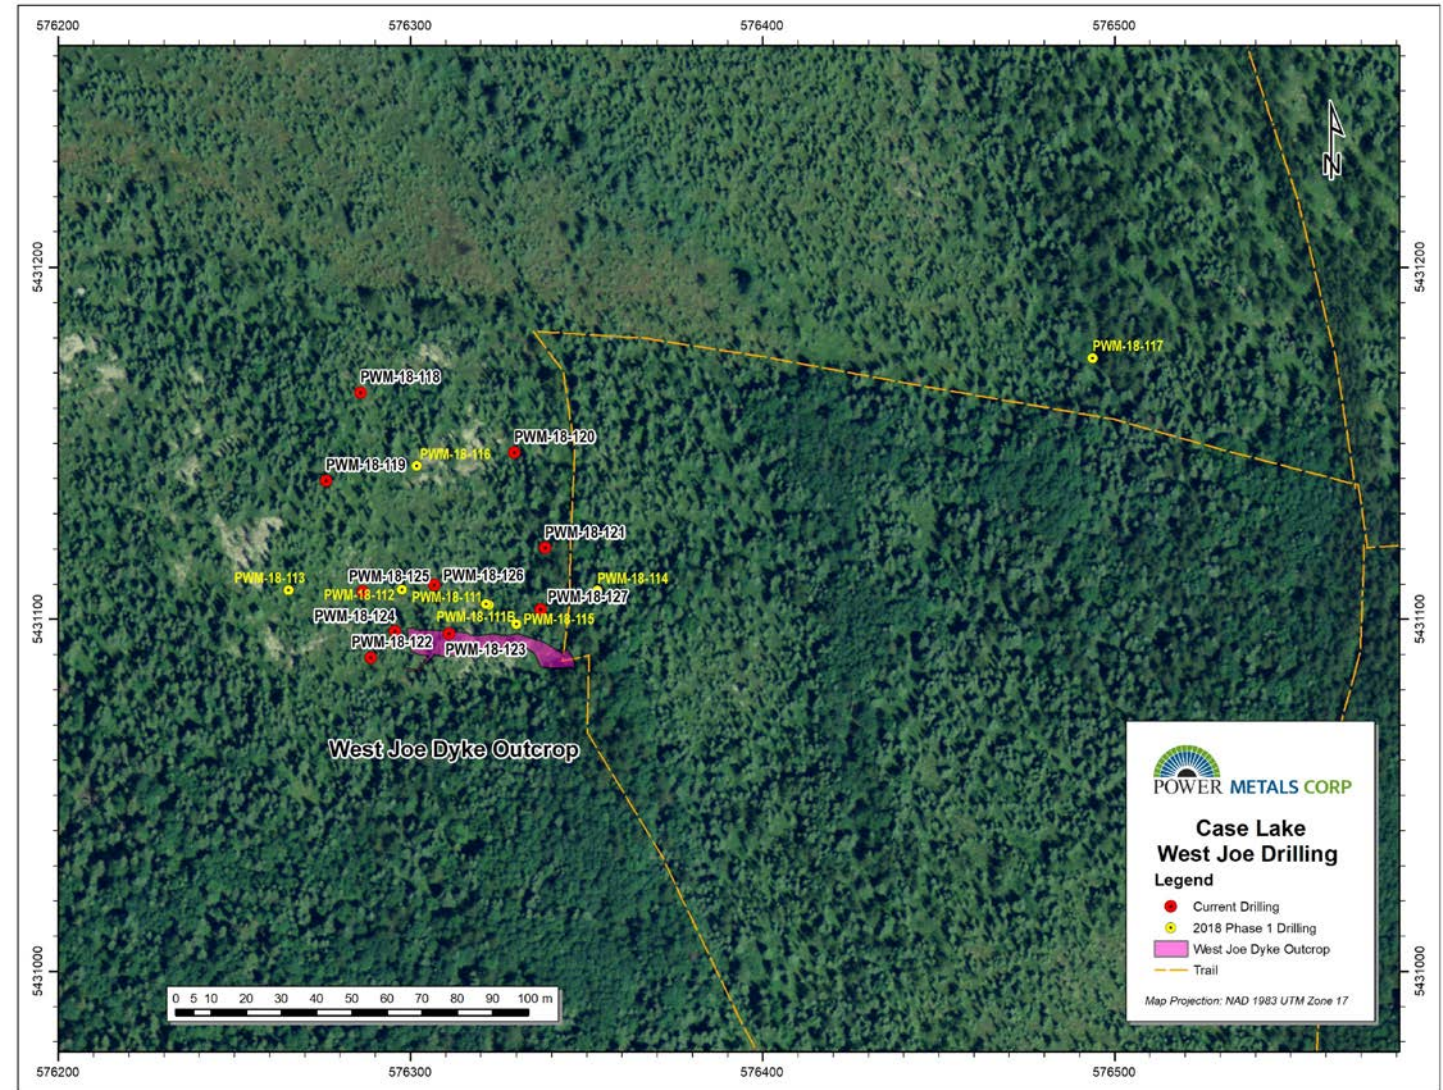 576200
576300
576400
576500
5431200
5431200
N
PWM-18-117
PWM-18-118
PWM-18-120
PWM-18-116
PWM-18-119
PWM-18-121
PWM-18-113
PWM-18-125
PWM-18-126
PWM-18-114
PWM-18-112
PWM-18-111
PWM-18-127
5431100
5431100
PWM-18-124
PWM-18-111B
PWM-18-115
PWM-18-122
PWM-18-123
West Joe Dyke Outcrop
POWER METALS CORP
Case Lake
West Joe Drilling
Legend
Current Drilling
2018 Phase 1 Drilling
West Joe Dyke Outcrop
Trail
Map Projection: NAD 1983 UTM Zone 17
5431000
5431000
0 5 10 20 30 40 50 60 70 80 90 100 m
576200
576300
576400
576500